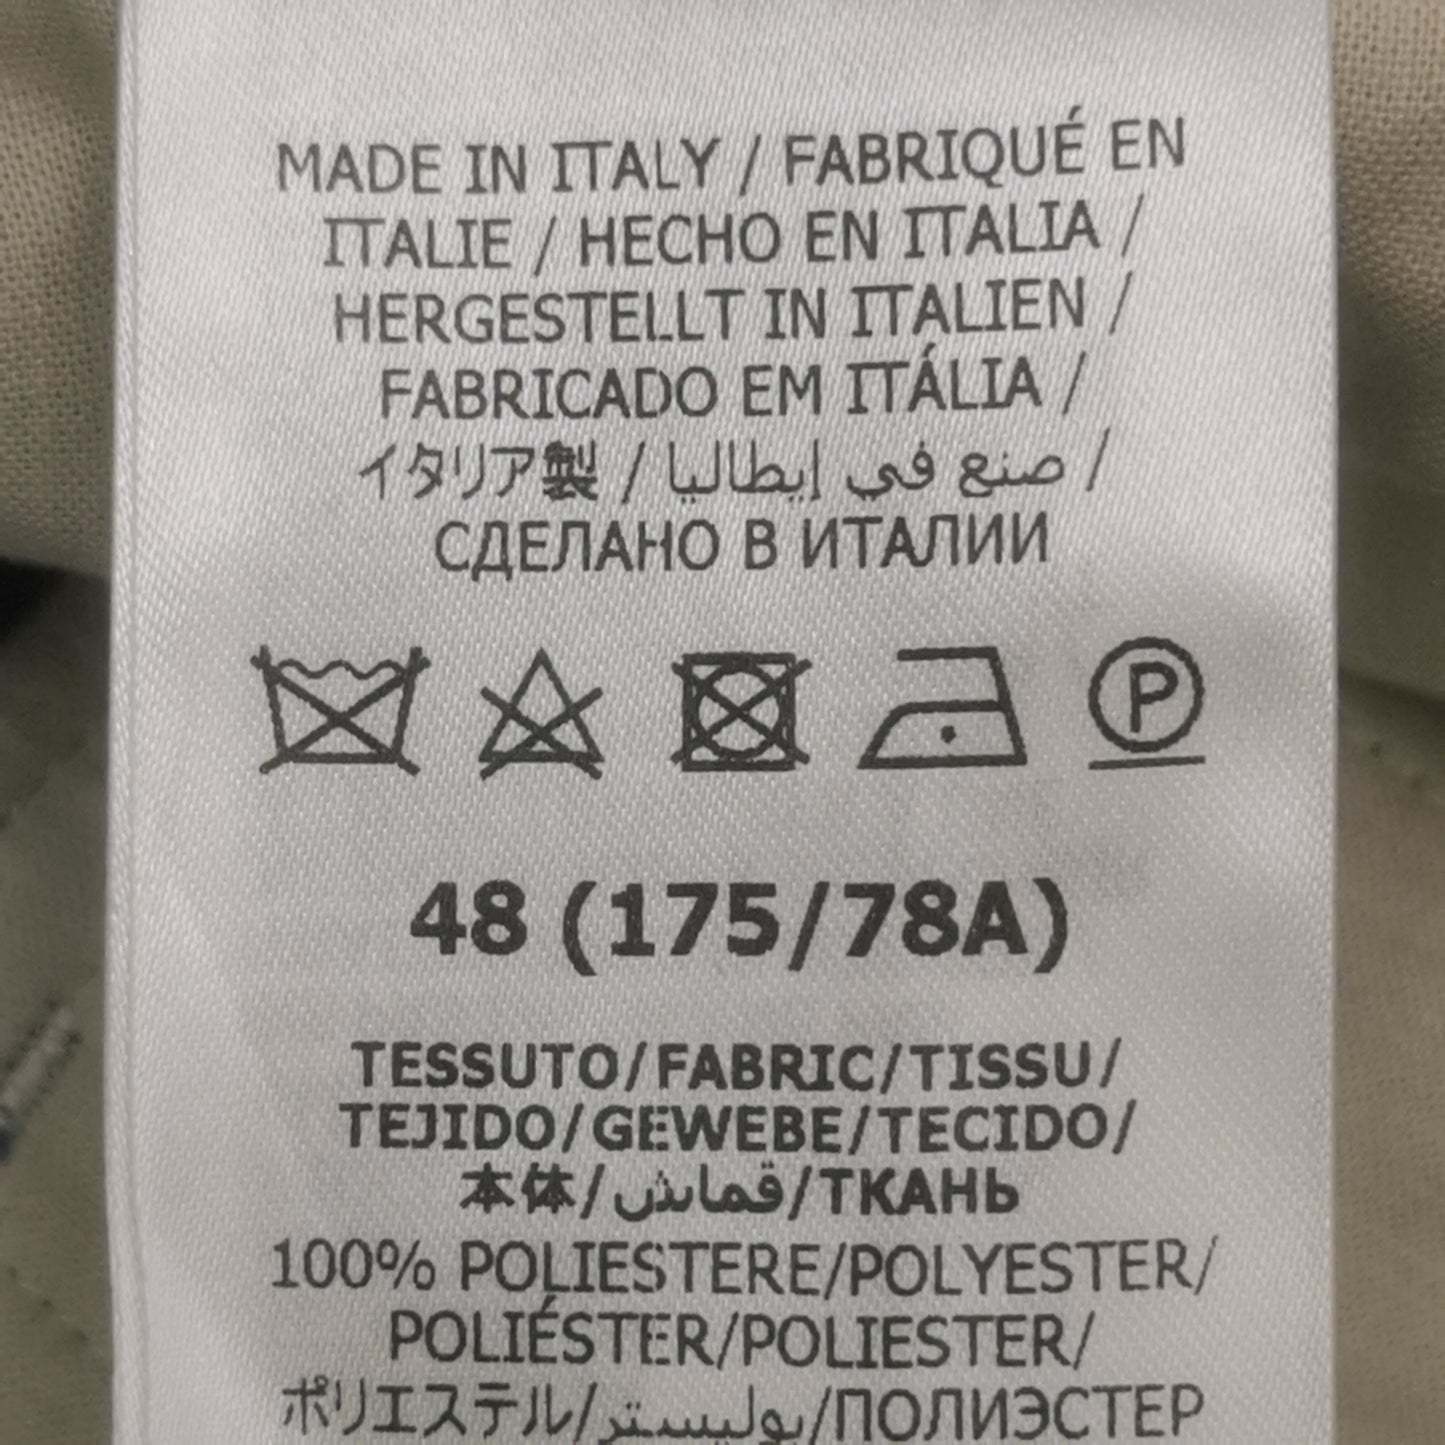 MADE IN ITALY / FABRIQUÉ EN
ITALIE / HECHO EN ITALIA /
HERGESTELLT IN ITALIEN /
FABRICADO EM ITÁLIA /
イタリア製 / صنع في إيطاليا /
СДЕЛАНО В ИТАЛИИ
P
48 (175/78A)
TESSUTO/FABRIC/TISSU/
TEJIDO/GEWEBE/TECIDO/
本体/قماش/ТКАНЬ
100% POLIESTERE/POLYESTER/
POLIÉSTER/POLIESTER/
ポリエステル/بوليستر/ПОЛИЭСТЕР